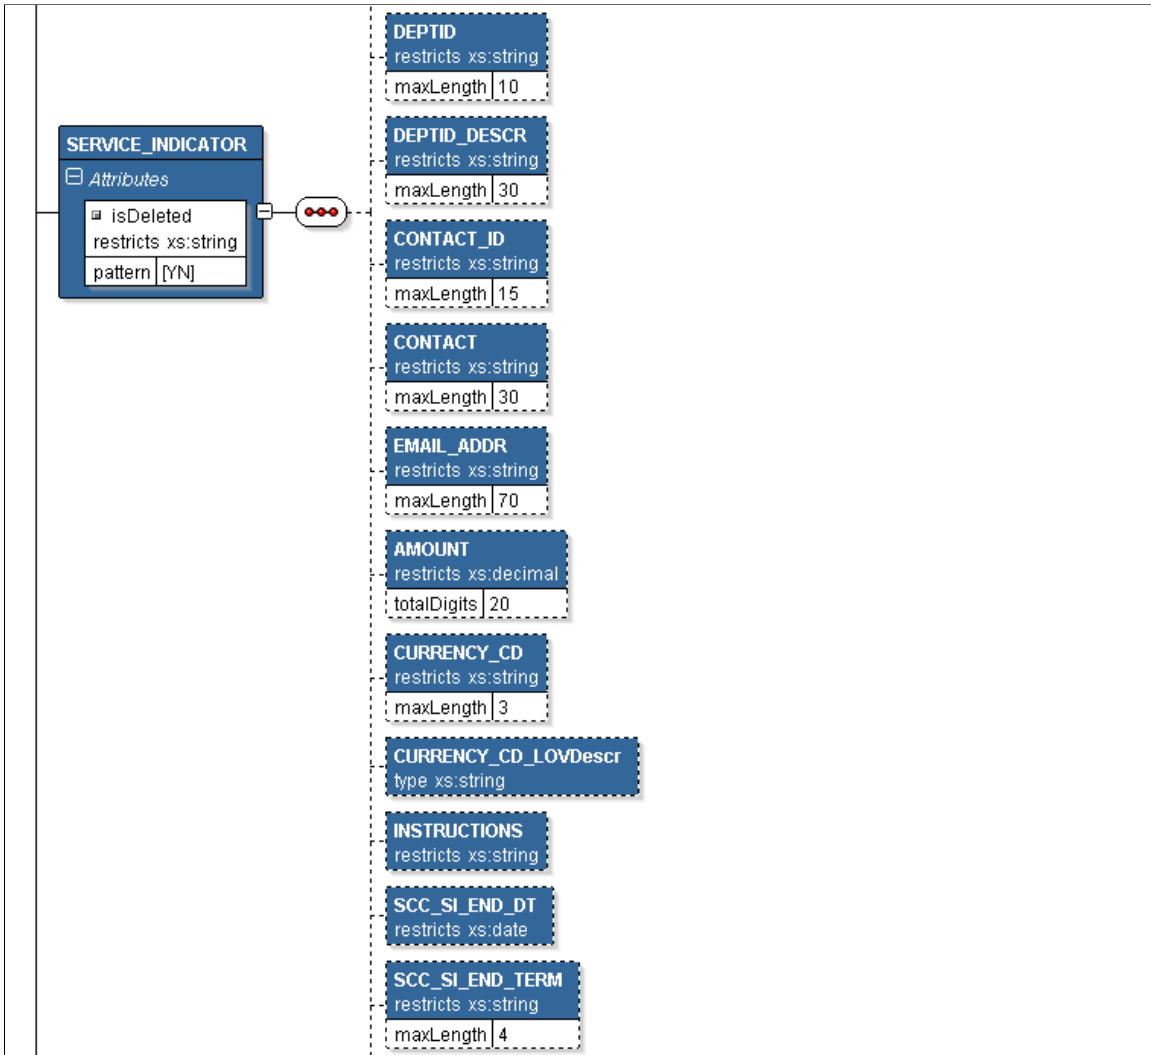 DEPTID
restricts xs:string
maxLength 10
DEPTID_DESCR
restricts xs:string
maxLength 30
SERVICE_INDICATOR
Attributes
isDeleted
restricts xs:string
pattern [YN]
CONTACT_ID
restricts xs:string
maxLength 15
CONTACT
restricts xs:string
maxLength 30
EMAIL_ADDR
restricts xs:string
maxLength 70
AMOUNT
restricts xs:decimal
totalDigits 20
CURRENCY_CD
restricts xs:string
maxLength 3
CURRENCY_CD_LOVDescr
type xs:string
INSTRUCTIONS
restricts xs:string
SCC_SI_END_DT
restricts xs:date
SCC_SI_END_TERM
restricts xs:string
maxLength 4